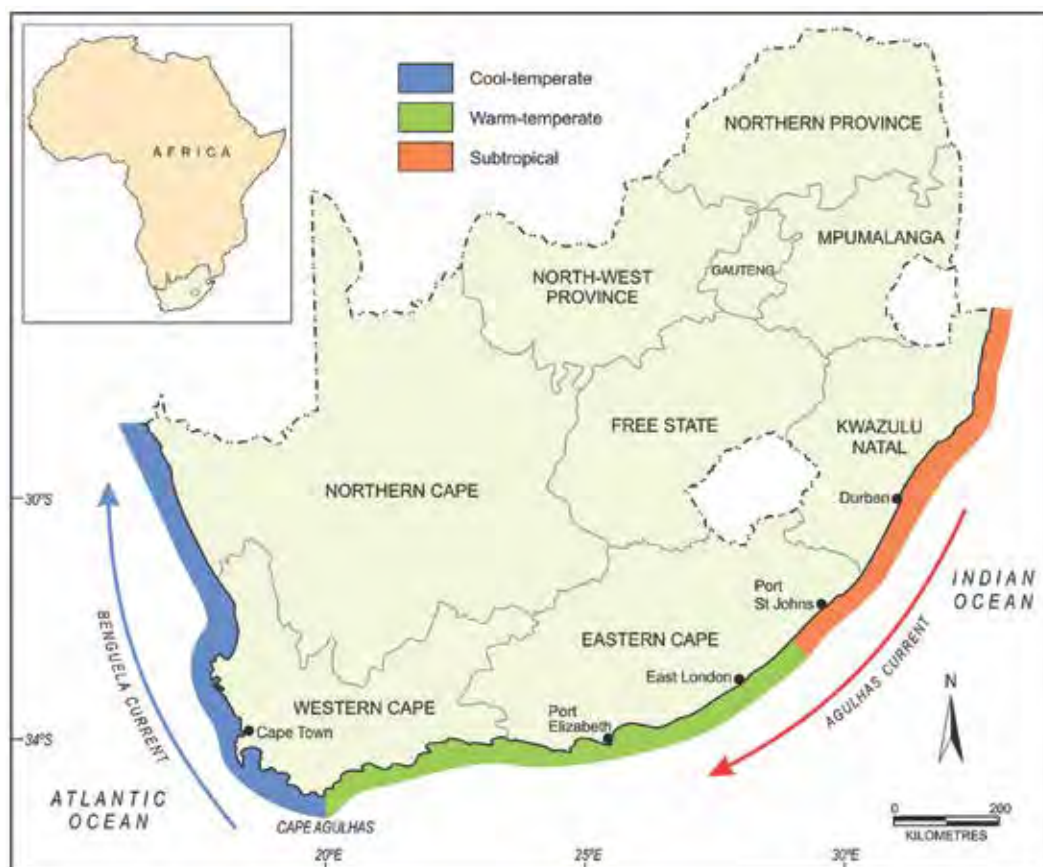 AFRICA
Cool-temperate
Warm-temperate
Subtropical
NORTHERN PROVINCE
MPUMALANGA
GAUTENG
NORTH-WEST
PROVINCE
FREE STATE
KWAZULU
NATAL
NORTHERN CAPE
30°S
Durban
INDIAN
OCEAN
Port
St Johns
EASTERN CAPE
BENGUELA CURRENT
AGULHAS CURRENT
East London
WESTERN CAPE
Port
Elizabeth
N
34°S
Cape Town
ATLANTIC
OCEAN
CAPE AGULHAS
0 200
KILOMETRES
20°E
25°E
30°E